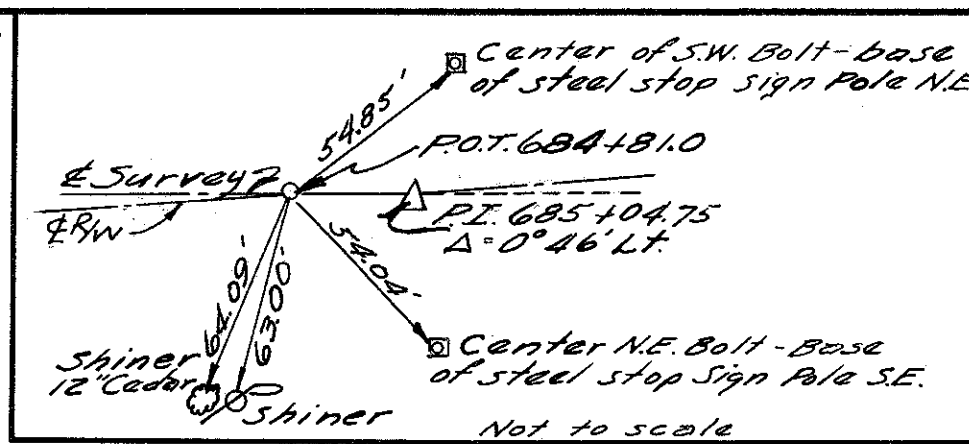 Center of S.W. Bolt-base
of steel stop sign Pole N.E
54.85'
P.O.T. 684+81.0
℄ Survey
℄ R/W
P.I. 685+04.75
Δ = 0°46' Lt.
54.04'
64.09'
63.00'
Shiner
12" Cedar
Shiner
Center N.E. Bolt-Base
of steel stop Sign Pole S.E.
Not to scale